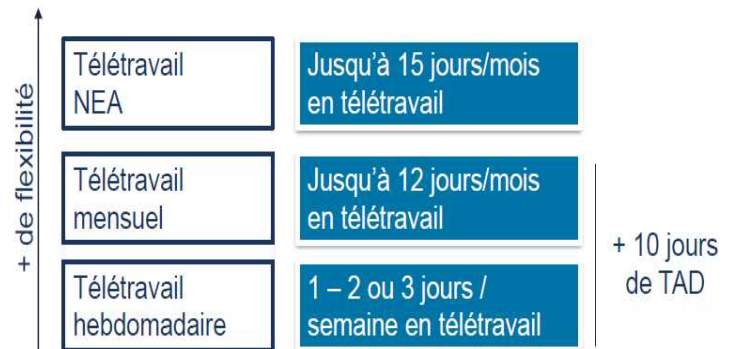 + de flexibilité
Télétravail
NEA
Jusqu'à 15 jours/mois
en télétravail
Télétravail
mensuel
Jusqu'à 12 jours/mois
en télétravail
Télétravail
hebdomadaire
1 – 2 ou 3 jours /
semaine en télétravail
+ 10 jours
de TAD